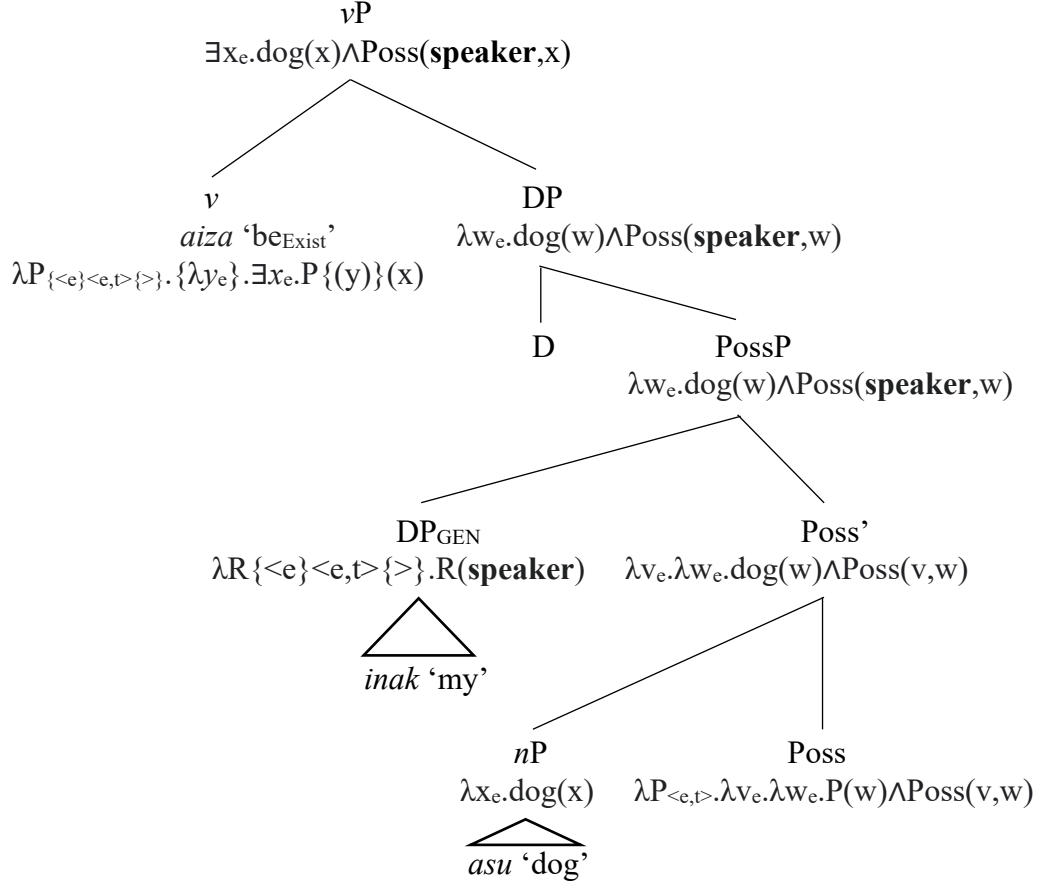 vP
∃xₑ.dog(x)∧Poss(speaker,x)
v
DP
aiza ‘beExist’
λwₑ.dog(w)∧Poss(speaker,w)
λP{<e}<e,t>{>}.{λyₑ}.∃xₑ.P{(y)}(x)
D
PossP
λwₑ.dog(w)∧Poss(speaker,w)
DPGEN
Poss’
λR{<e}<e,t>{>}.R(speaker)
λvₑ.λwₑ.dog(w)∧Poss(v,w)
inak ‘my’
nP
Poss
λxₑ.dog(x)
λP<e,t>.λvₑ.λwₑ.P(w)∧Poss(v,w)
asu ‘dog’